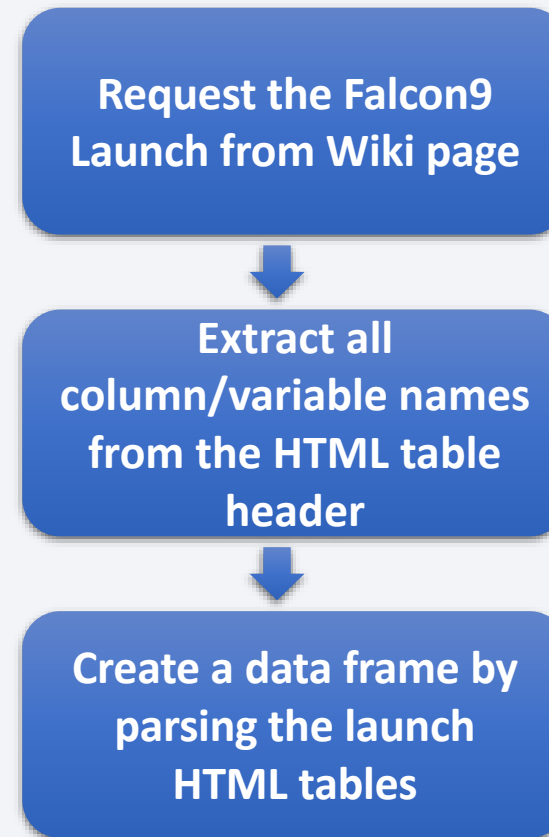 Request the Falcon9
Launch from Wiki page
Extract all
column/variable names
from the HTML table
header
Create a data frame by
parsing the launch
HTML tables